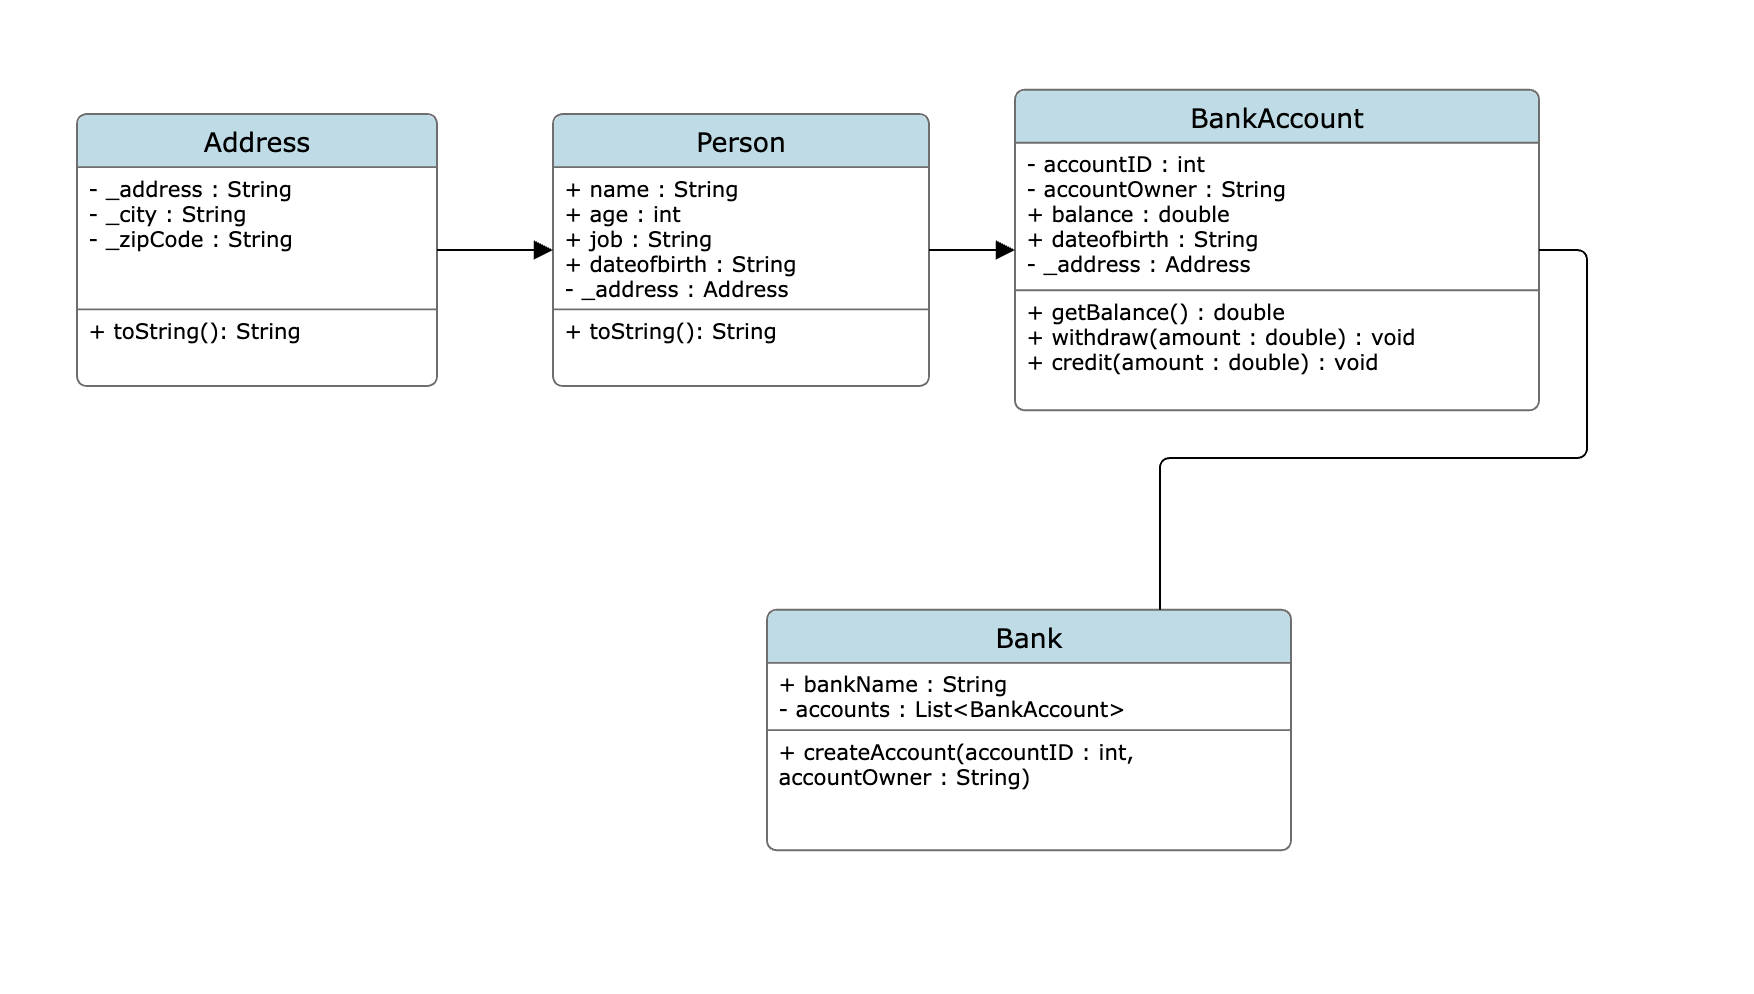 Address
- _address : String
- _city : String
- _zipCode : String
+ toString(): String
Person
+ name : String
+ age : int
+ job : String
+ dateofbirth : String
- _address : Address
+ toString(): String
BankAccount
- accountID : int
- accountOwner : String
+ balance : double
+ dateofbirth : String
- _address : Address
+ getBalance() : double
+ withdraw(amount : double) : void
+ credit(amount : double) : void
Bank
+ bankName : String
- accounts : List<BankAccount>
+ createAccount(accountID : int,
accountOwner : String)